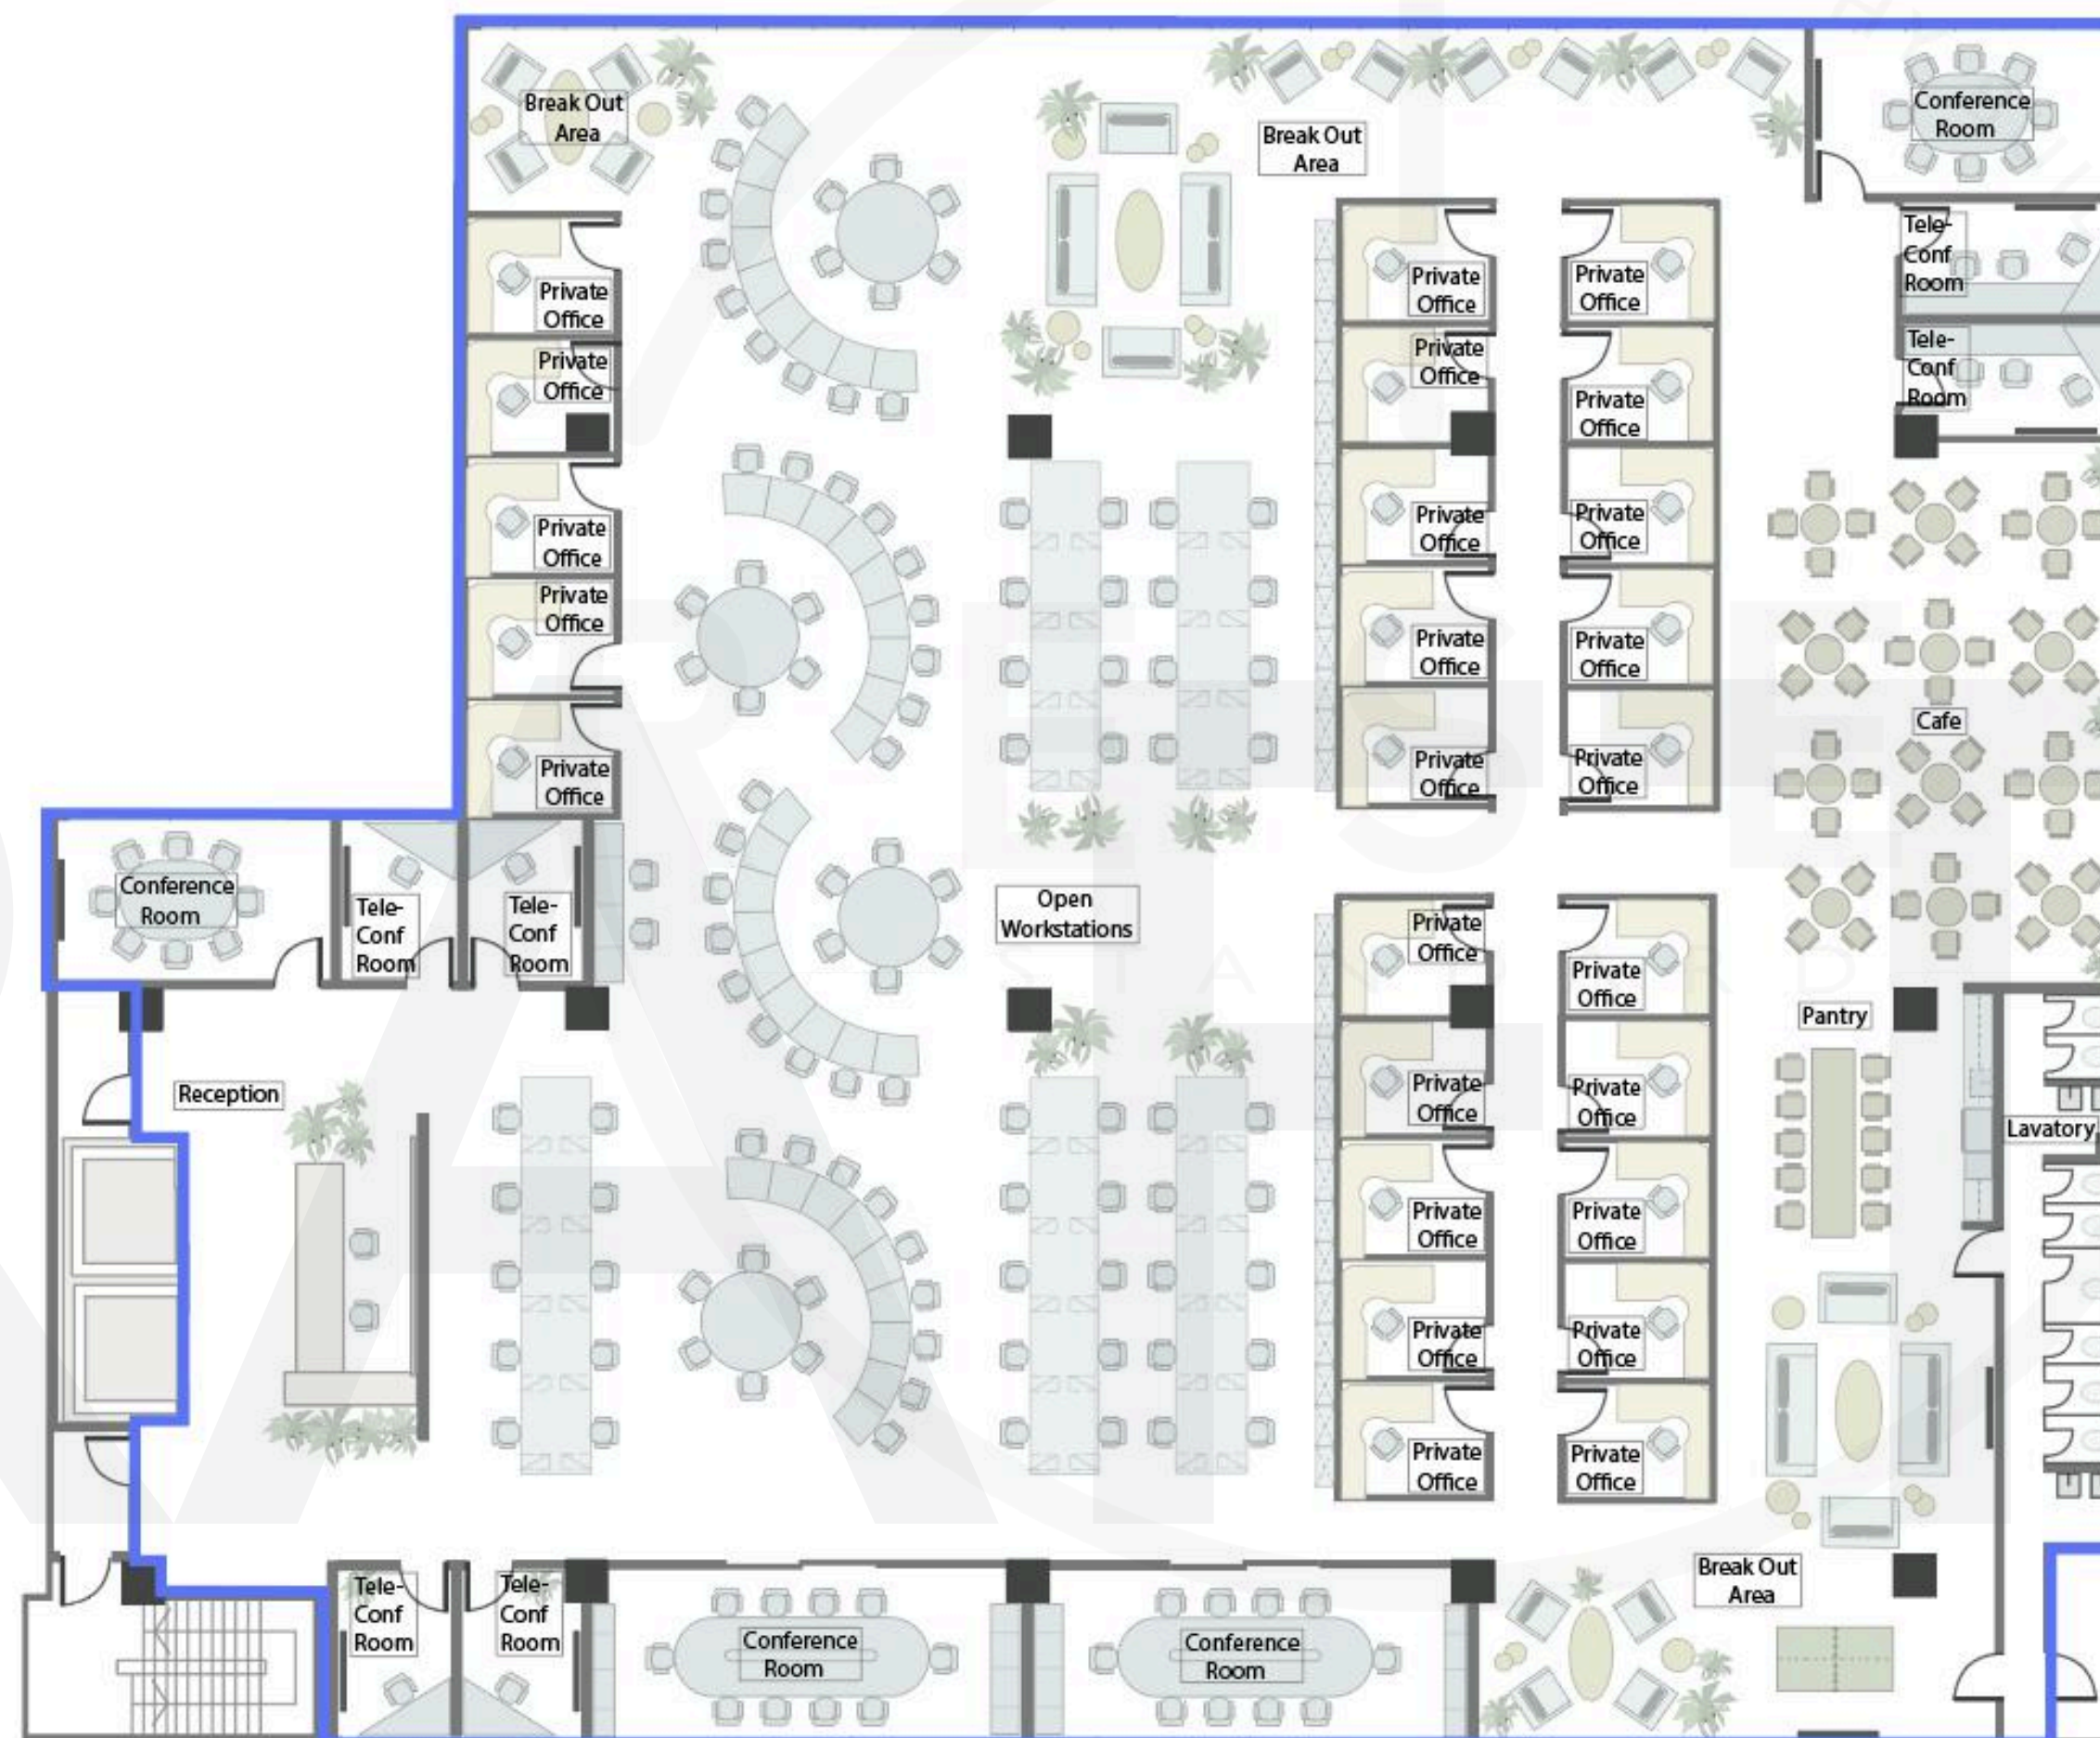 Break Out
Area
Break Out
Area
Conference
Room
Tele-
Conf
Room
Tele-
Conf
Room
Private
Office
Private
Office
Private
Office
Private
Office
Private
Office
Private
Office
Private
Office
Private
Office
Private
Office
Private
Office
Private
Office
Private
Office
Private
Office
Private
Office
Private
Office
Cafe
Conference
Room
Tele-
Conf
Room
Tele-
Conf
Room
Open
Workstations
Private
Office
Private
Office
Private
Office
Private
Office
Private
Office
Private
Office
Private
Office
Private
Office
Private
Office
Private
Office
Pantry
Reception
Lavatory
Tele-
Conf
Room
Tele-
Conf
Room
Conference
Room
Conference
Room
Break Out
Area